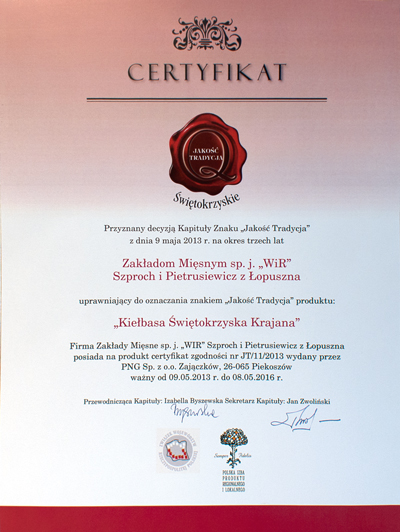 CERTYFIKAT
JAKOŚĆ
TRADYCJA
Świętokrzyskie
Przyznany decyzją Kapituły Znaku „Jakość Tradycja”
z dnia 9 maja 2013 r. na okres trzech lat
Zakładom Mięsnym sp. j. „WiR”
Szproch i Pietrusiewicz z Łopuszna
uprawniający do oznaczania znakiem „Jakość Tradycja” produktu:
„Kiełbasa Świętokrzyska Krajana”
Firma Zakłady Mięsne sp. j. „WIR” Szproch i Pietrusiewicz z Łopuszna
posiada na produkt certyfikat zgodności nr JT/11/2013 wydany przez
PNG Sp. z o.o. Zajączków, 26-065 Piekoszów
ważny od 09.05.2013 r. do 08.05.2016 r.
Przewodnicząca Kapituły: Izabella Byszewska Sekretarz Kapituły: Jan Zwoliński
POLSKA IZBA
PRODUKTU
REGIONALNEGO
I LOKALNEGO